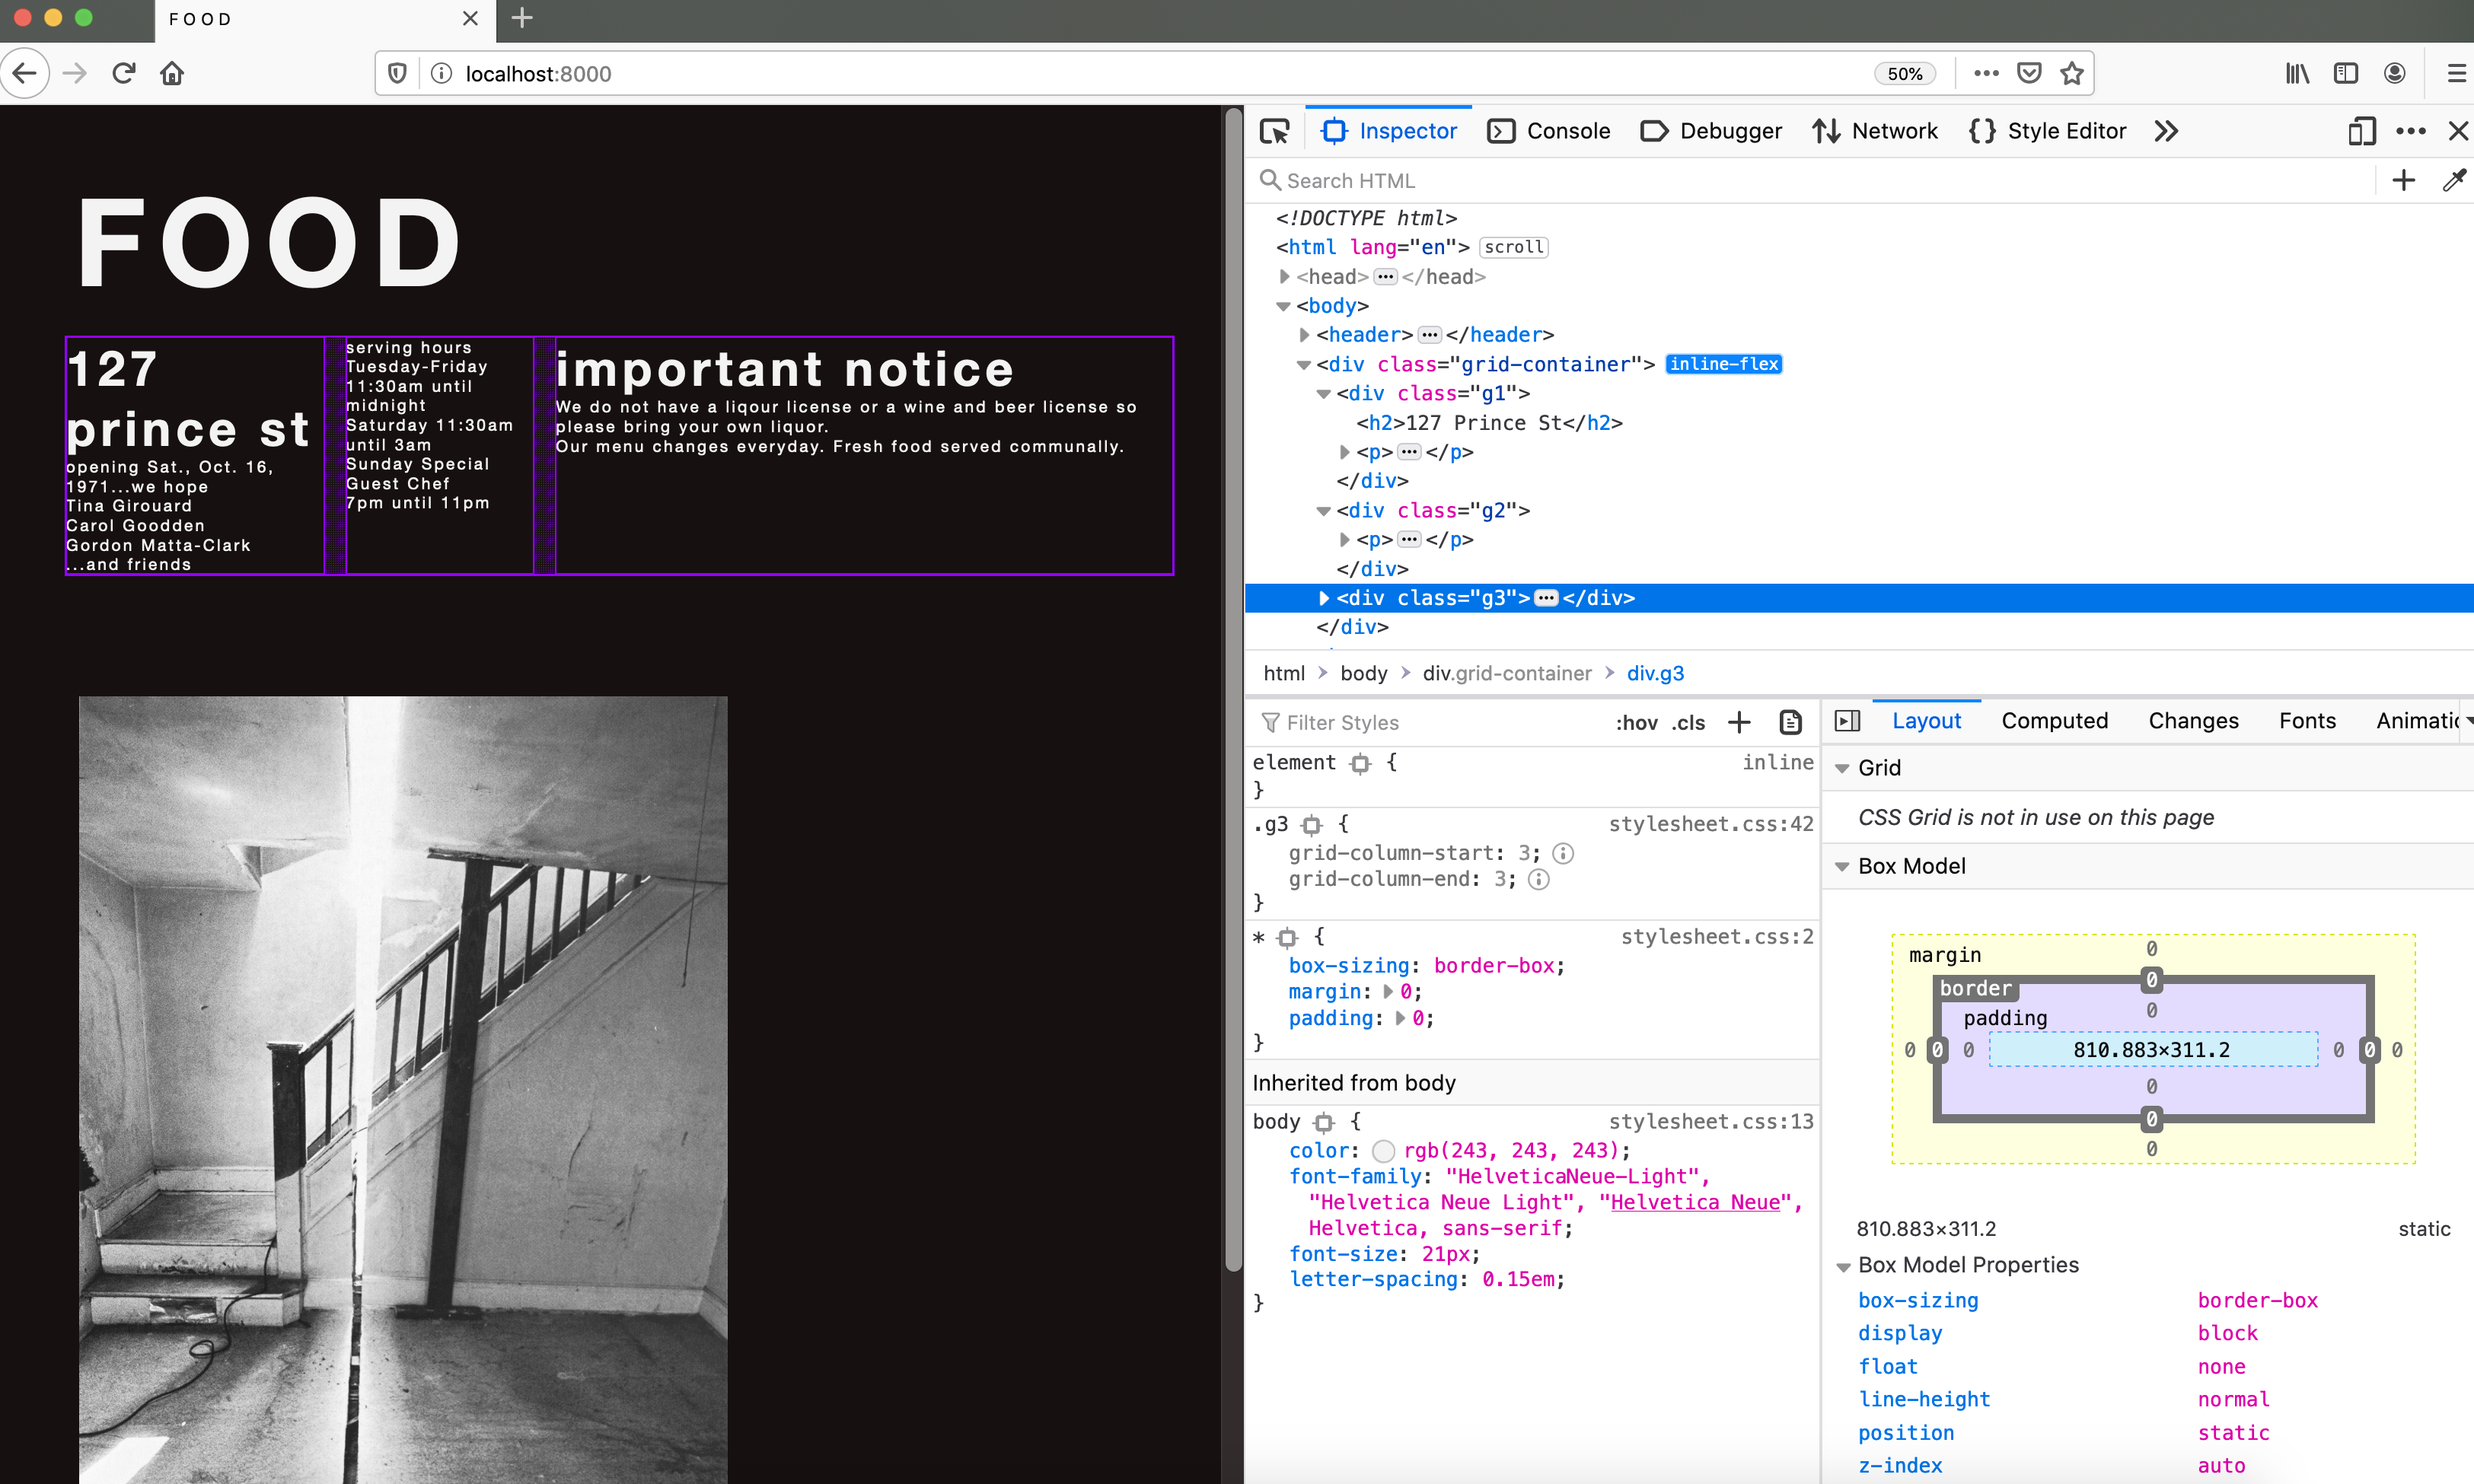 FOOD
localhost:8000
50%
FOOD
127
prince st
opening Sat., Oct. 16,
1971...we hope
Tina Girouard
Carol Goodden
Gordon Matta-Clark
...and friends
serving hours
Tuesday-Friday
11:30am until
midnight
Saturday 11:30am
until 3am
Sunday Special
Guest Chef
7pm until 11pm
important notice
We do not have a liqour license or a wine and beer license so
please bring your own liquor.
Our menu changes everyday. Fresh food served communally.
Inspector Console Debugger Network Style Editor
Search HTML
<!DOCTYPE html>
<html lang="en"> scroll
<head> ••• </head>
<body>
<header> ••• </header>
<div class="grid-container"> inline-flex
<div class="g1">
<h2>127 Prince St</h2>
<p> ••• </p>
</div>
<div class="g2">
<p> ••• </p>
</div>
<div class="g3"> ••• </div>
</div>
html > body > div.grid-container > div.g3
Filter Styles :hov .cls +
element { inline
}
.g3 { stylesheet.css:42
grid-column-start: 3;
grid-column-end: 3;
}
* { stylesheet.css:2
box-sizing: border-box;
margin: 0;
padding: 0;
}
Inherited from body
body { stylesheet.css:13
color: rgb(243, 243, 243);
font-family: "HelveticaNeue-Light",
"Helvetica Neue Light", "Helvetica Neue",
Helvetica, sans-serif;
font-size: 21px;
letter-spacing: 0.15em;
}
Layout Computed Changes Fonts Animatic
Grid
CSS Grid is not in use on this page
Box Model
margin 0
border 0
padding 0
0 0 0 810.883×311.2 0 0 0
0
0
0
810.883×311.2 static
Box Model Properties
box-sizing border-box
display block
float none
line-height normal
position static
z-index auto